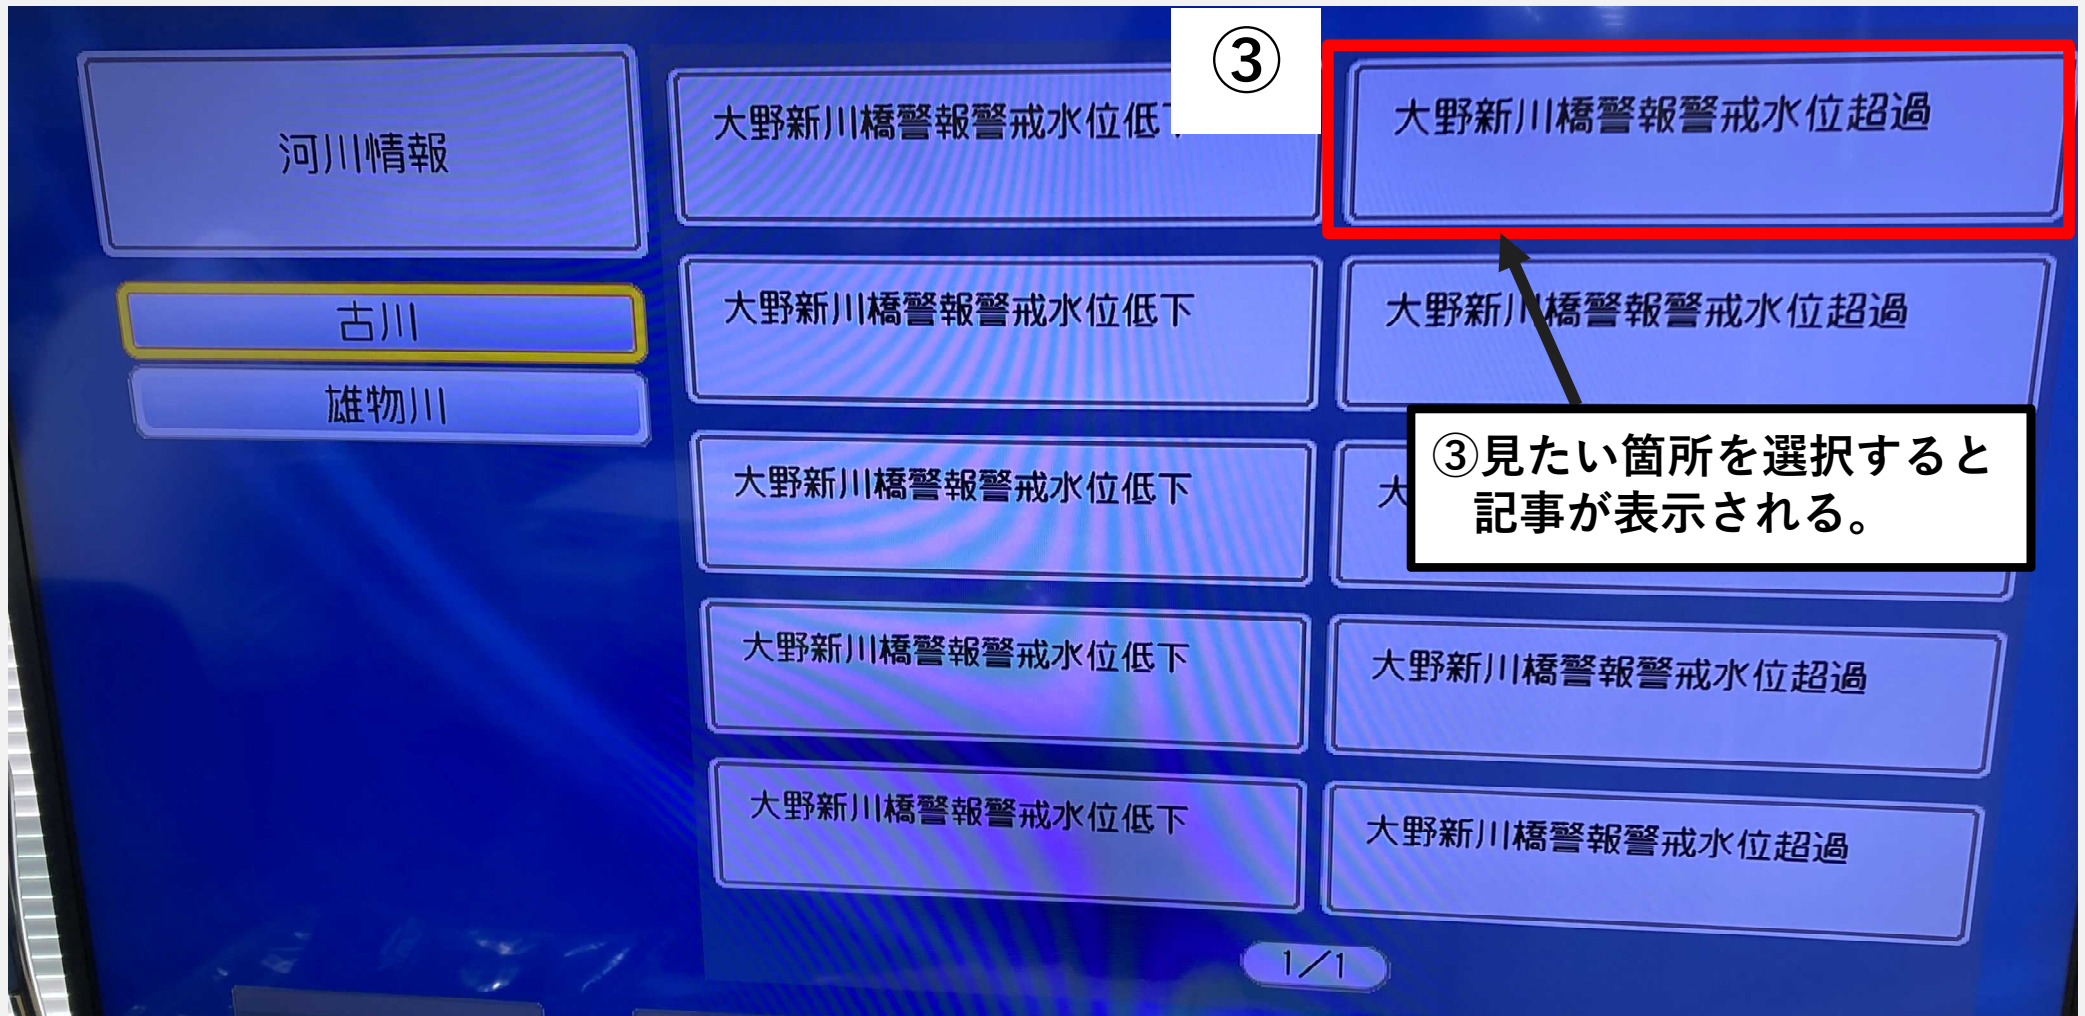 ③
河川情報
古川
雄物川
大野新川橋警報警戒水位低
大野新川橋警報警戒水位超過
大野新川橋警報警戒水位低下
大野新川橋警報警戒水位超過
大野新川橋警報警戒水位低下
大
③見たい箇所を選択すると
記事が表示される。
大野新川橋警報警戒水位低下
大野新川橋警報警戒水位超過
大野新川橋警報警戒水位低下
大野新川橋警報警戒水位超過
1/1